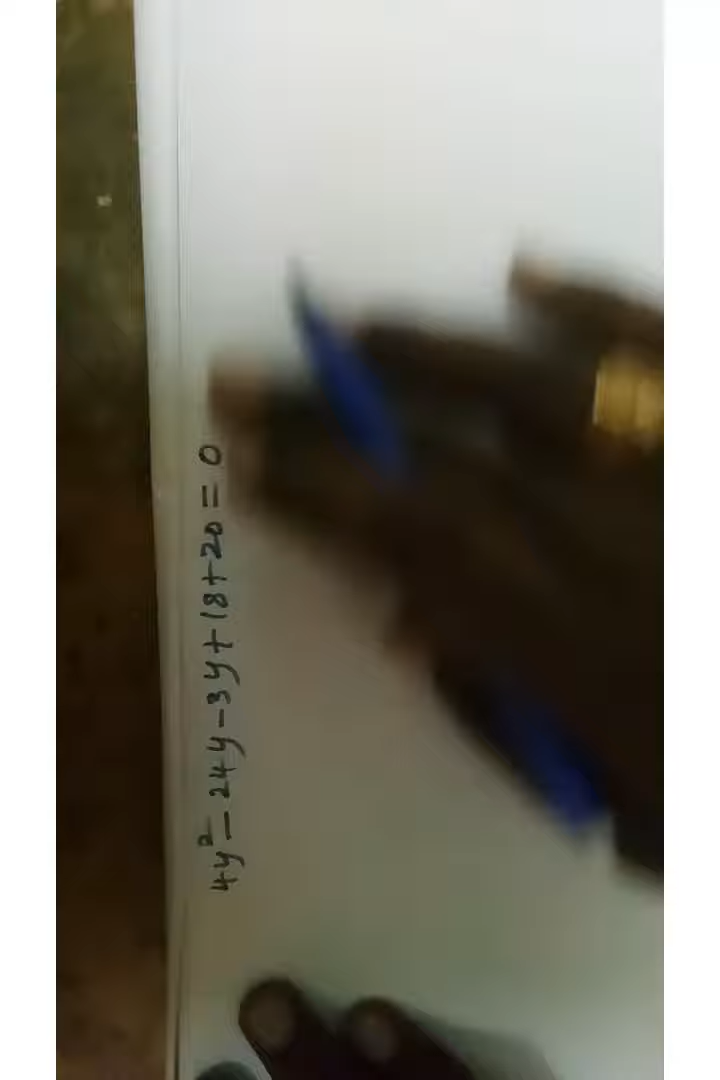 4y² - 24y - 3y + 18 + 20 = 0